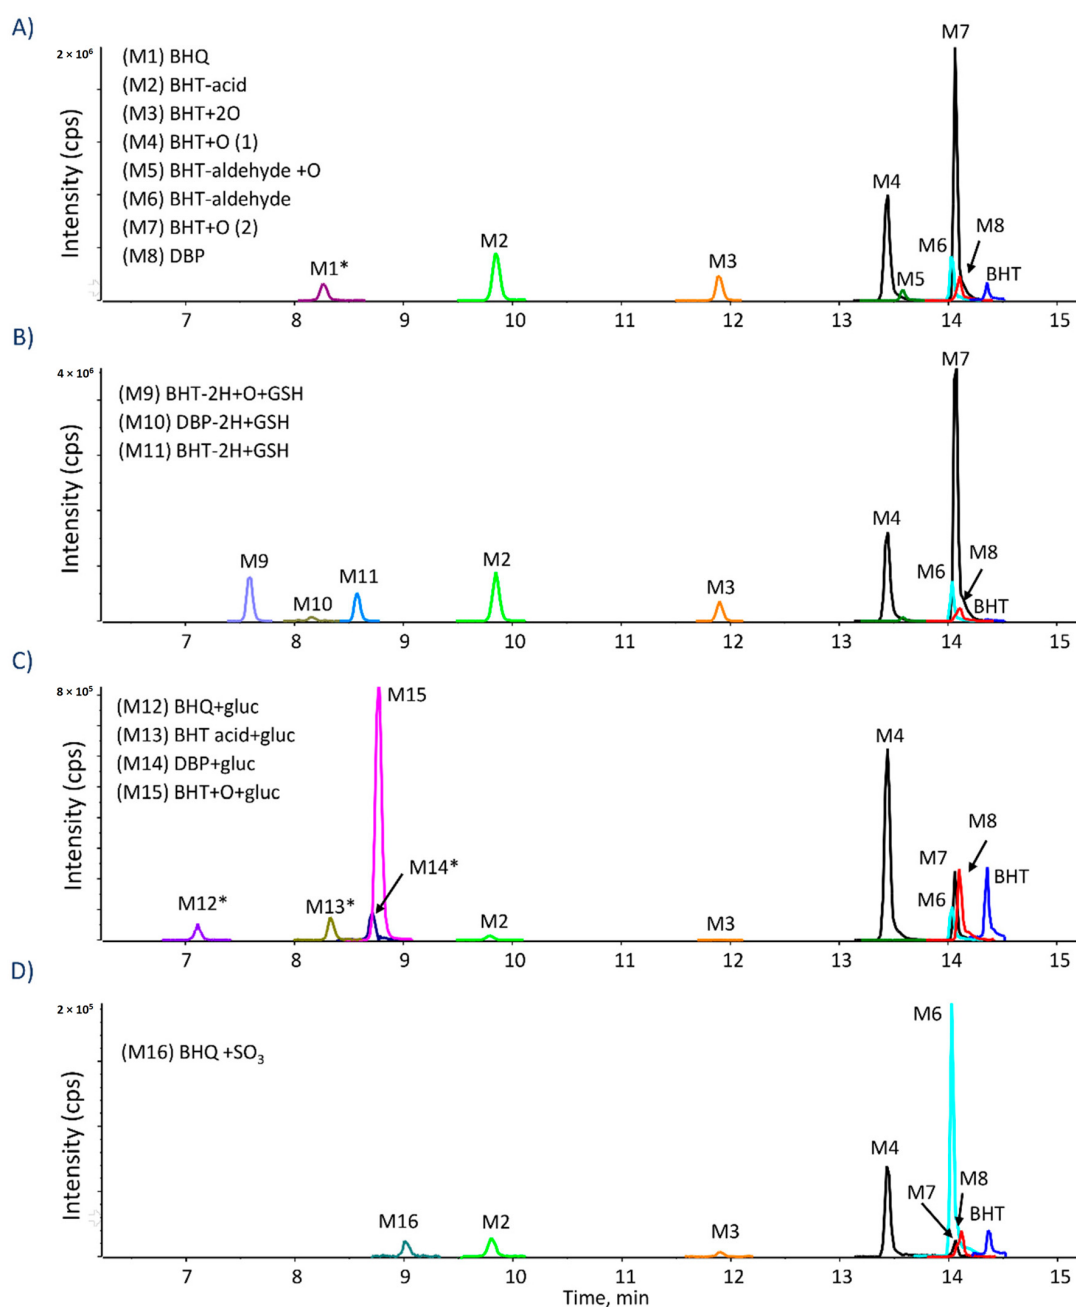 A)
2 × 10⁶
Intensity (cps)
(M1) BHQ
(M2) BHT-acid
(M3) BHT+2O
(M4) BHT+O (1)
(M5) BHT-aldehyde +O
(M6) BHT-aldehyde
(M7) BHT+O (2)
(M8) DBP
M1*
M2
M3
M4
M5
M6
M7
M8
BHT
7 8 9 10 11 12 13 14 15
B)
4 × 10⁶
Intensity (cps)
(M9) BHT-2H+O+GSH
(M10) DBP-2H+GSH
(M11) BHT-2H+GSH
M9
M10
M11
M2
M3
M4
M6
M7
M8
BHT
7 8 9 10 11 12 13 14 15
C)
8 × 10⁵
Intensity (cps)
(M12) BHQ+gluc
(M13) BHT acid+gluc
(M14) DBP+gluc
(M15) BHT+O+gluc
M12*
M13*
M15
M14*
M2
M3
M4
M7
M6
M8
BHT
7 8 9 10 11 12 13 14 15
D)
2 × 10⁵
Intensity (cps)
(M16) BHQ +SO₃
M16
M2
M3
M4
M7
M6
M8
BHT
7 8 9 10 11 12 13 14 15
Time, min